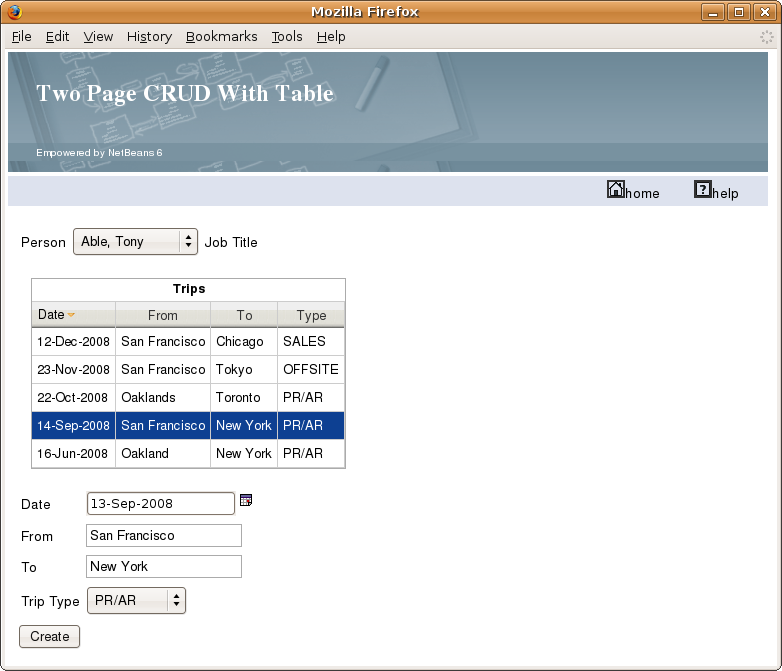 Mozilla Firefox
File Edit View History Bookmarks Tools Help
Two Page CRUD With Table
Empowered by NetBeans 6
home ? help
Person Able, Tony Job Title
Trips
Date From To Type
12-Dec-2008 San Francisco Chicago SALES
23-Nov-2008 San Francisco Tokyo OFFSITE
22-Oct-2008 Oaklands Toronto PR/AR
14-Sep-2008 San Francisco New York PR/AR
16-Jun-2008 Oakland New York PR/AR
Date 13-Sep-2008
From San Francisco
To New York
Trip Type PR/AR
Create